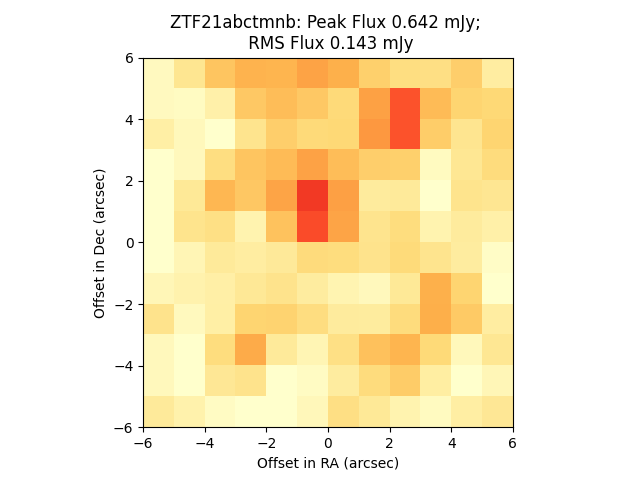 ZTF21abctmnb: Peak Flux 0.642 mJy;
RMS Flux 0.143 mJy
6
4
2
0
−2
−4
−6
Offset in Dec (arcsec)
−6 −4 −2 0 2 4 6
Offset in RA (arcsec)